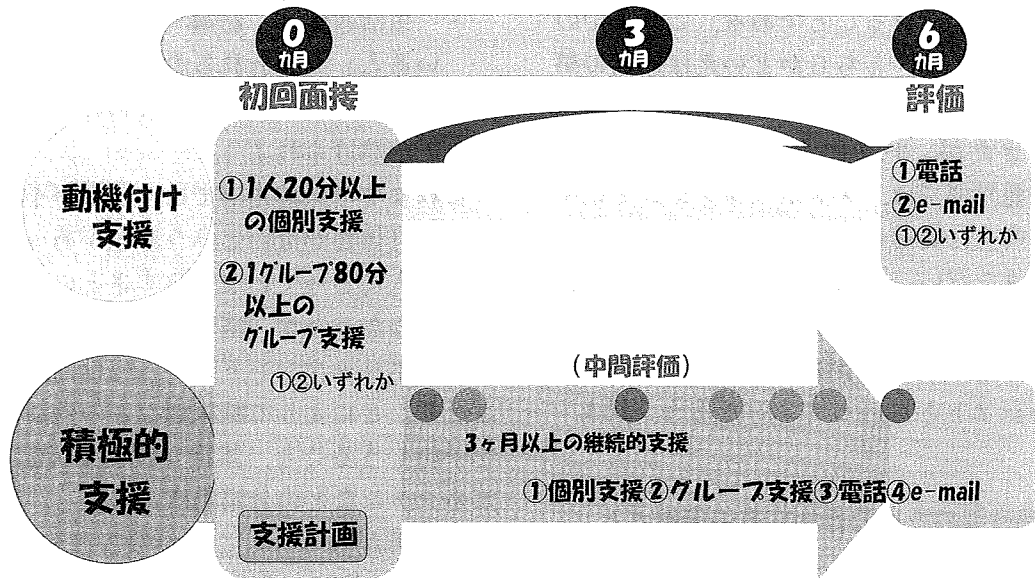 0
カ月
3
カ月
6
カ月
初回面接
評価
動機付け
支援
①1人20分以上
の個別支援
②1グループ80分
以上の
グループ支援
①②いずれか
①電話
②e-mail
①②いずれか
積極的
支援
(中間評価)
3ヶ月以上の継続的支援
①個別支援②グループ支援③電話④e-mail
支援計画